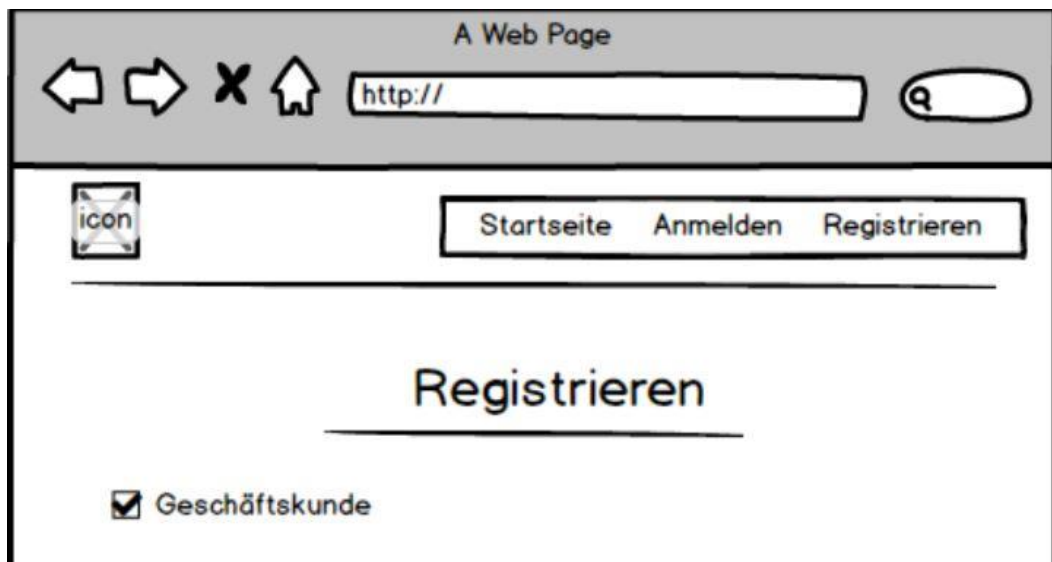 A Web Page
http://
icon
Startseite Anmelden Registrieren
Registrieren
Geschäftskunde